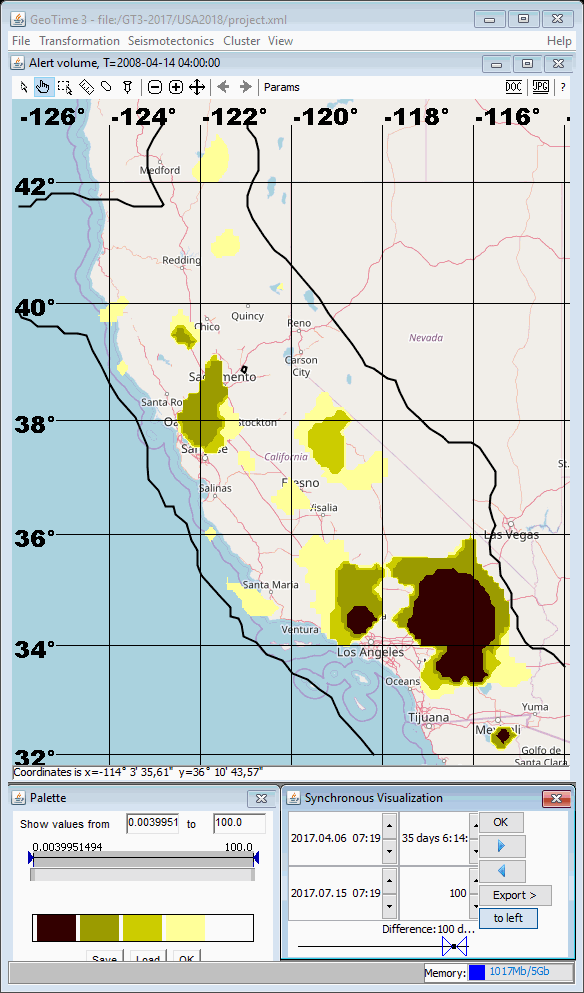 GeoTime 3 - file:/GT3-2017/USA2018/project.xml
File Transformation Seismotectonics Cluster View Help
Alert volume, T=2008-04-14 04:00:00
Params DOC JPG ?
-126° -124° -122° -120° -118° -116°
Medford
42°
Redding
40°
Chico
Quincy
Reno
Nevada
Carson
City
Sacramento
Santa Ro
38°
Oa
Stockton
San Jose
California
St.
Fresno
Salinas
Visalia
36°
Las Vegas
Santa Maria
Ventura
34°
Los Angeles
Oceans
Yuma
Tijuana
Mexicali
Golfo de
Santa Clara
32°
Coordinates is x=-114° 3' 35,61" y=36° 10' 43,57"
Palette
Show values from 0.0039951 to 100.0
0.0039951494 100.0
Save Load OK
Synchronous Visualization
2017.04.06 07:19 35 days 6:14: OK
2017.07.15 07:19 100 Export >
to left
Difference:100 d...
Memory: 1017Mb/5Gb